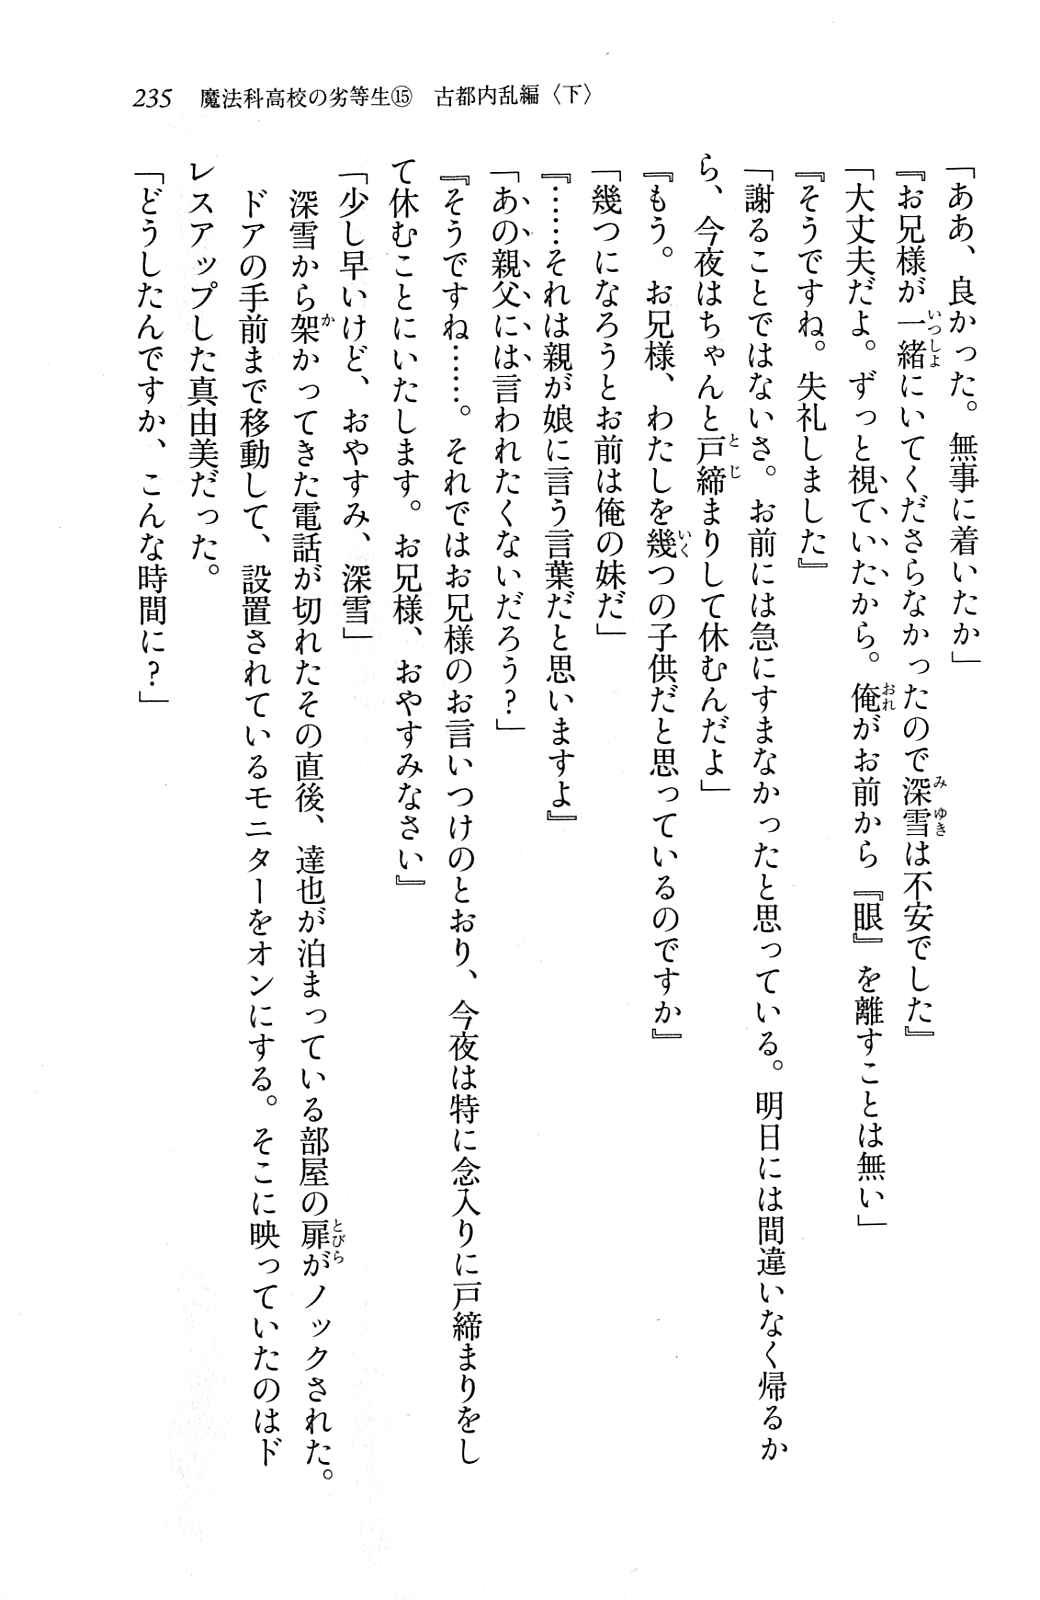 235　魔法科高校の劣等生⑮　古都内乱編〈下〉
「ああ、良かった。無事に着いたか」
『お兄様が一緒にいてくださらなかったので深雪は不安でした』
「大丈夫だよ。ずっと視ていたから。俺がお前から『眼』を離すことは無い」
『そうですね。失礼しました』
「謝ることではないさ。お前には急にすまなかったと思っている。明日には間違いなく帰るか
ら、今夜はちゃんと戸締まりして休むんだよ」
『もう。お兄様、わたしを幾つの子供だと思っているのですか』
「幾つになろうとお前は俺の妹だ」
『……それは親が娘に言う言葉だと思いますよ』
「あの親父には言われたくないだろう？」
『そうですね……。それではお兄様のお言いつけのとおり、今夜は特に念入りに戸締まりをし
て休むことにいたします。お兄様、おやすみなさい』
「少し早いけど、おやすみ、深雪」
　深雪から架かってきた電話が切れたその直後、達也が泊まっている部屋の扉がノックされた。
　ドアの手前まで移動して、設置されているモニターをオンにする。そこに映っていたのはド
レスアップした真由美だった。
「どうしたんですか、こんな時間に？」